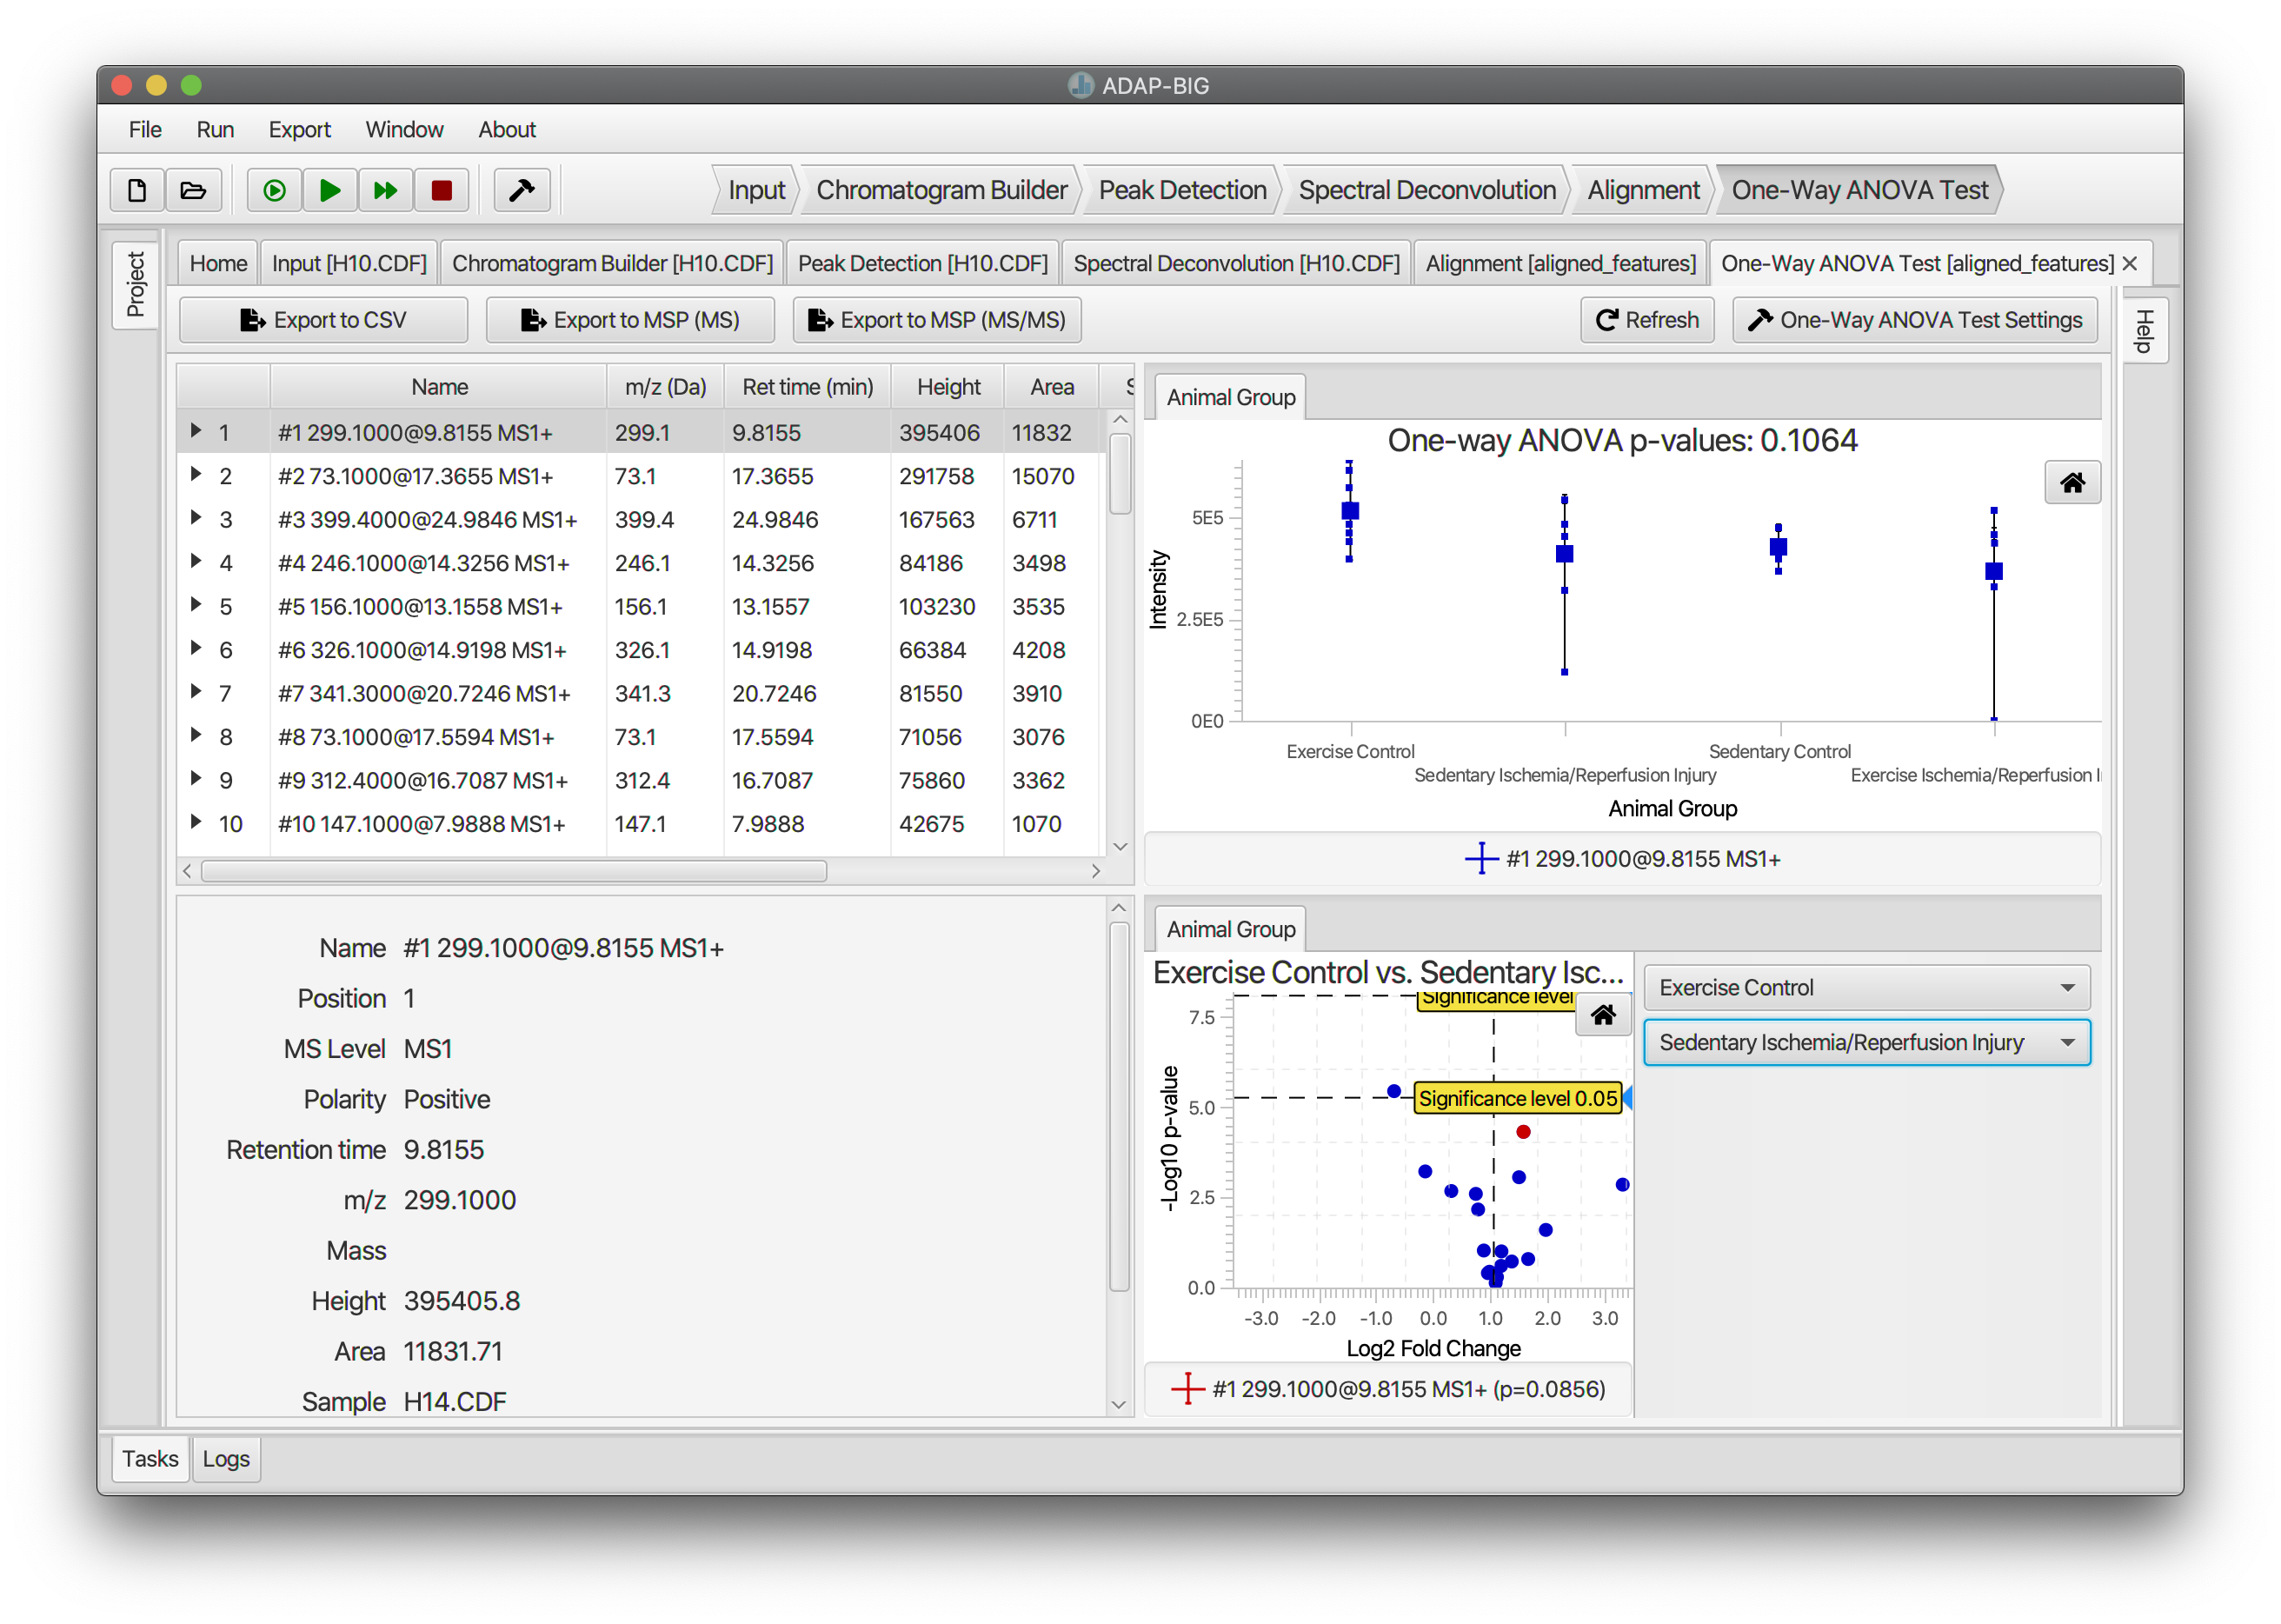 ADAP-BIG
File Run Export Window About
Input Chromatogram Builder Peak Detection Spectral Deconvolution Alignment One-Way ANOVA Test
Project
Home Input [H10.CDF] Chromatogram Builder [H10.CDF] Peak Detection [H10.CDF] Spectral Deconvolution [H10.CDF] Alignment [aligned_features] One-Way ANOVA Test [aligned_features]
Export to CSV Export to MSP (MS) Export to MSP (MS/MS) Refresh One-Way ANOVA Test Settings
Help
Name m/z (Da) Ret time (min) Height Area S
1 #1 299.1000@9.8155 MS1+ 299.1 9.8155 395406 11832
2 #2 73.1000@17.3655 MS1+ 73.1 17.3655 291758 15070
3 #3 399.4000@24.9846 MS1+ 399.4 24.9846 167563 6711
4 #4 246.1000@14.3256 MS1+ 246.1 14.3256 84186 3498
5 #5 156.1000@13.1558 MS1+ 156.1 13.1557 103230 3535
6 #6 326.1000@14.9198 MS1+ 326.1 14.9198 66384 4208
7 #7 341.3000@20.7246 MS1+ 341.3 20.7246 81550 3910
8 #8 73.1000@17.5594 MS1+ 73.1 17.5594 71056 3076
9 #9 312.4000@16.7087 MS1+ 312.4 16.7087 75860 3362
10 #10 147.1000@7.9888 MS1+ 147.1 7.9888 42675 1070
Animal Group
One-way ANOVA p-values: 0.1064
Intensity
5E5
2.5E5
0E0
Exercise Control Sedentary Control
Sedentary Ischemia/Reperfusion Injury Exercise Ischemia/Reperfusion I
Animal Group
#1 299.1000@9.8155 MS1+
Name #1 299.1000@9.8155 MS1+
Position 1
MS Level MS1
Polarity Positive
Retention time 9.8155
m/z 299.1000
Mass
Height 395405.8
Area 11831.71
Sample H14.CDF
Animal Group
Exercise Control vs. Sedentary Isc...
Significance level
Significance level 0.05
-Log10 p-value
7.5
5.0
2.5
0.0
-3.0 -2.0 -1.0 0.0 1.0 2.0 3.0
Log2 Fold Change
#1 299.1000@9.8155 MS1+ (p=0.0856)
Exercise Control
Sedentary Ischemia/Reperfusion Injury
Tasks Logs